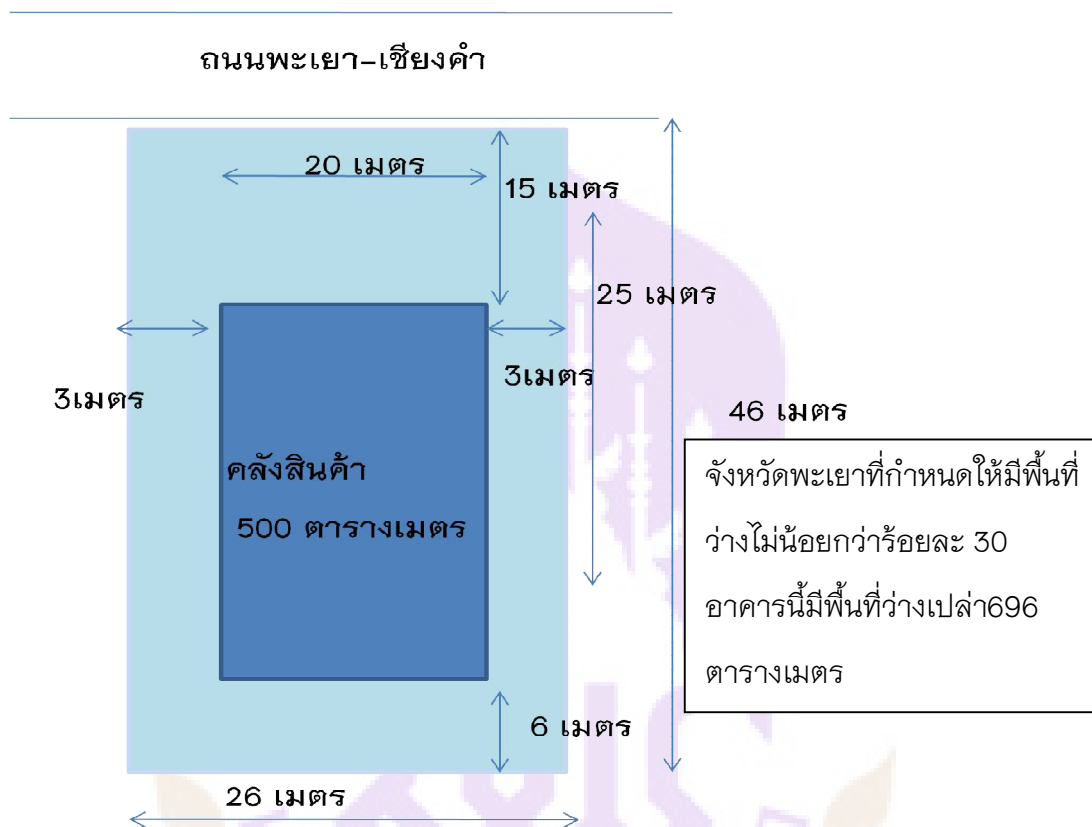 ถนนพะเยา-เชียงคำ
20 เมตร
15 เมตร
25 เมตร
3เมตร
3เมตร
46 เมตร
คลังสินค้า
500 ตารางเมตร
จังหวัดพะเยาที่กำหนดให้มีพื้นที่
ว่างไม่น้อยกว่าร้อยละ 30
อาคารนี้มีพื้นที่ว่างเปล่า696
ตารางเมตร
6 เมตร
26 เมตร